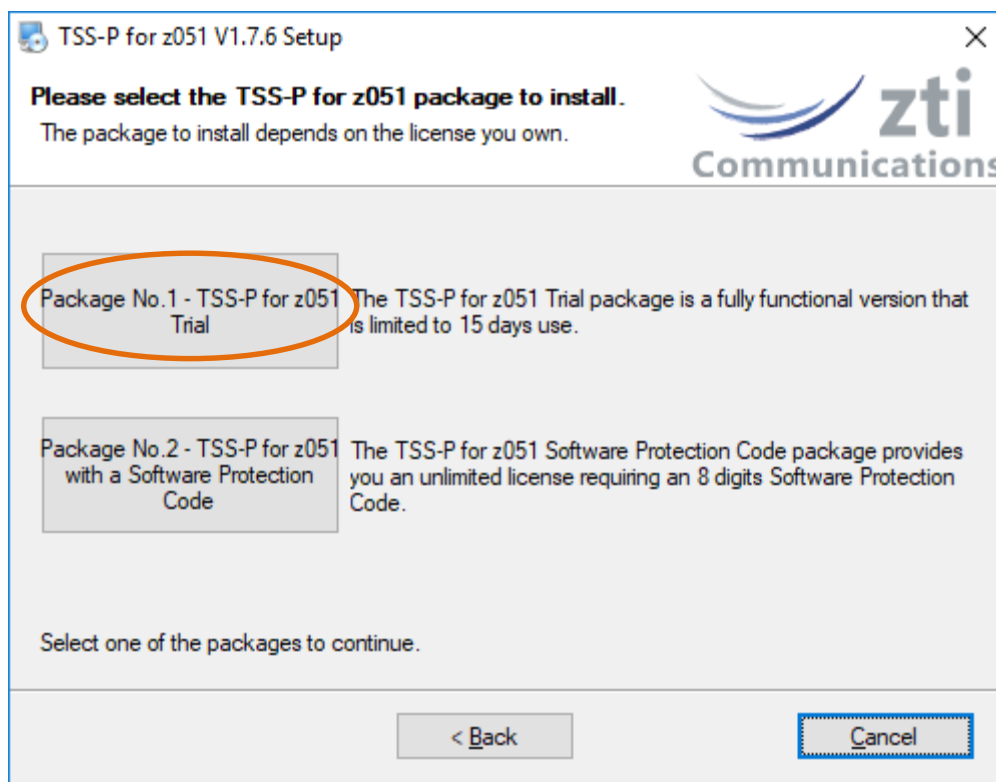 TSS-P for z051 V1.7.6 Setup
Please select the TSS-P for z051 package to install.
The package to install depends on the license you own.
zti
Communications
Package No.1 - TSS-P for z051
Trial
The TSS-P for z051 Trial package is a fully functional version that
is limited to 15 days use.
Package No.2 - TSS-P for z051
with a Software Protection
Code
The TSS-P for z051 Software Protection Code package provides
you an unlimited license requiring an 8 digits Software Protection
Code.
Select one of the packages to continue.
< Back
Cancel